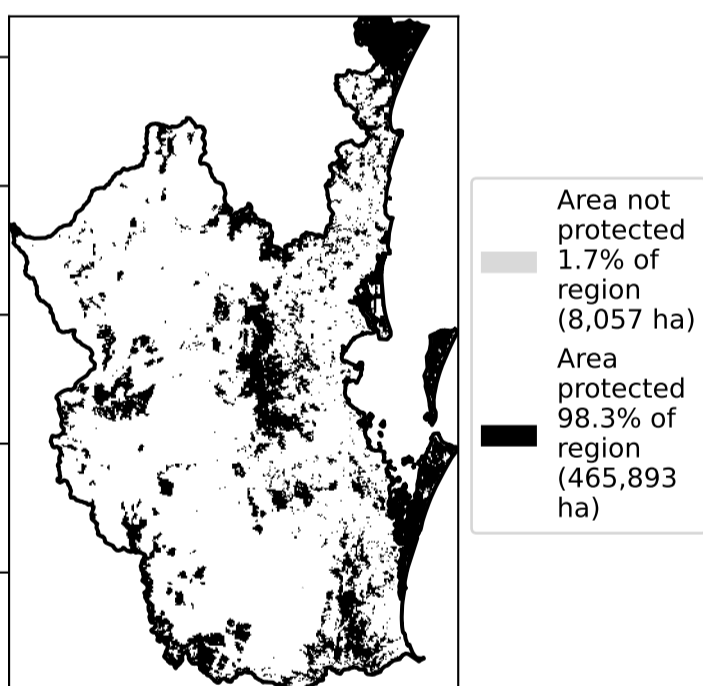 Area not
protected
1.7% of
region
(8,057 ha)
Area
protected
98.3% of
region
(465,893
ha)